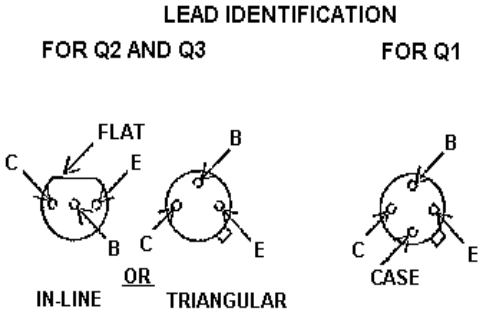 LEAD IDENTIFICATION
FOR Q2 AND Q3
FOR Q1
FLAT
C
E
B
B
C
E
B
C
E
CASE
OR
IN-LINE
TRIANGULAR